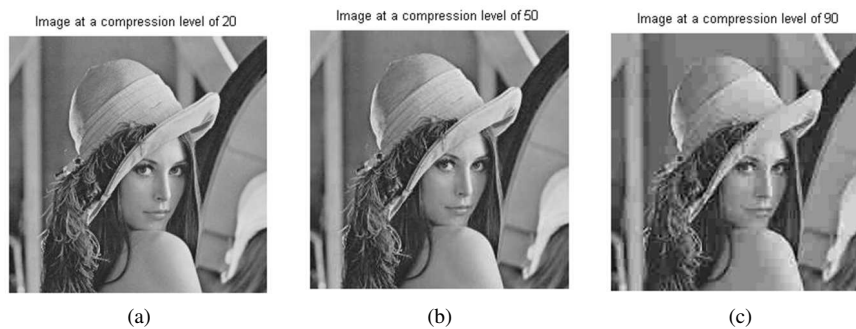 Image at a compression level of 20
Image at a compression level of 50
Image at a compression level of 90
(a)
(b)
(c)